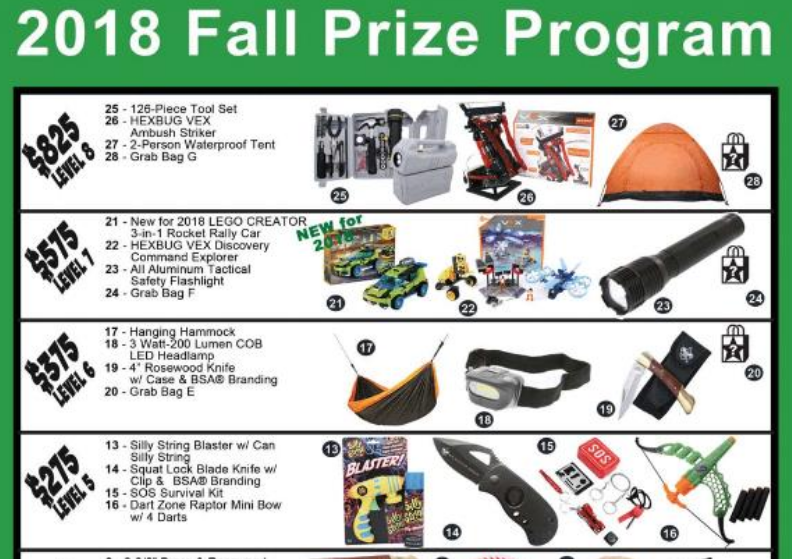 2018 Fall Prize Program
$825
LEVEL 8
25 - 126-Piece Tool Set
26 - HEXBUG VEX
Ambush Striker
27 - 2-Person Waterproof Tent
28 - Grab Bag G
25
26
VEX
27
?
28
$575
LEVEL 7
21 - New for 2018 LEGO CREATOR
3-in-1 Rocket Rally Car
22 - HEXBUG VEX Discovery
Command Explorer
23 - All Aluminum Tactical
Safety Flashlight
24 - Grab Bag F
NEW for
2018
21
VEX
22
23
?
24
$375
LEVEL 6
17 - Hanging Hammock
18 - 3 Watt-200 Lumen COB
LED Headlamp
19 - 4" Rosewood Knife
w/ Case & BSA® Branding
20 - Grab Bag E
17
18
19
?
20
$275
LEVEL 5
13 - Silly String Blaster w/ Can
Silly String
14 - Squat Lock Blade Knife w/
Clip & BSA® Branding
15 - SOS Survival Kit
16 - Dart Zone Raptor Mini Bow
w/ 4 Darts
13
BLASTER!
14
15
SOS
16